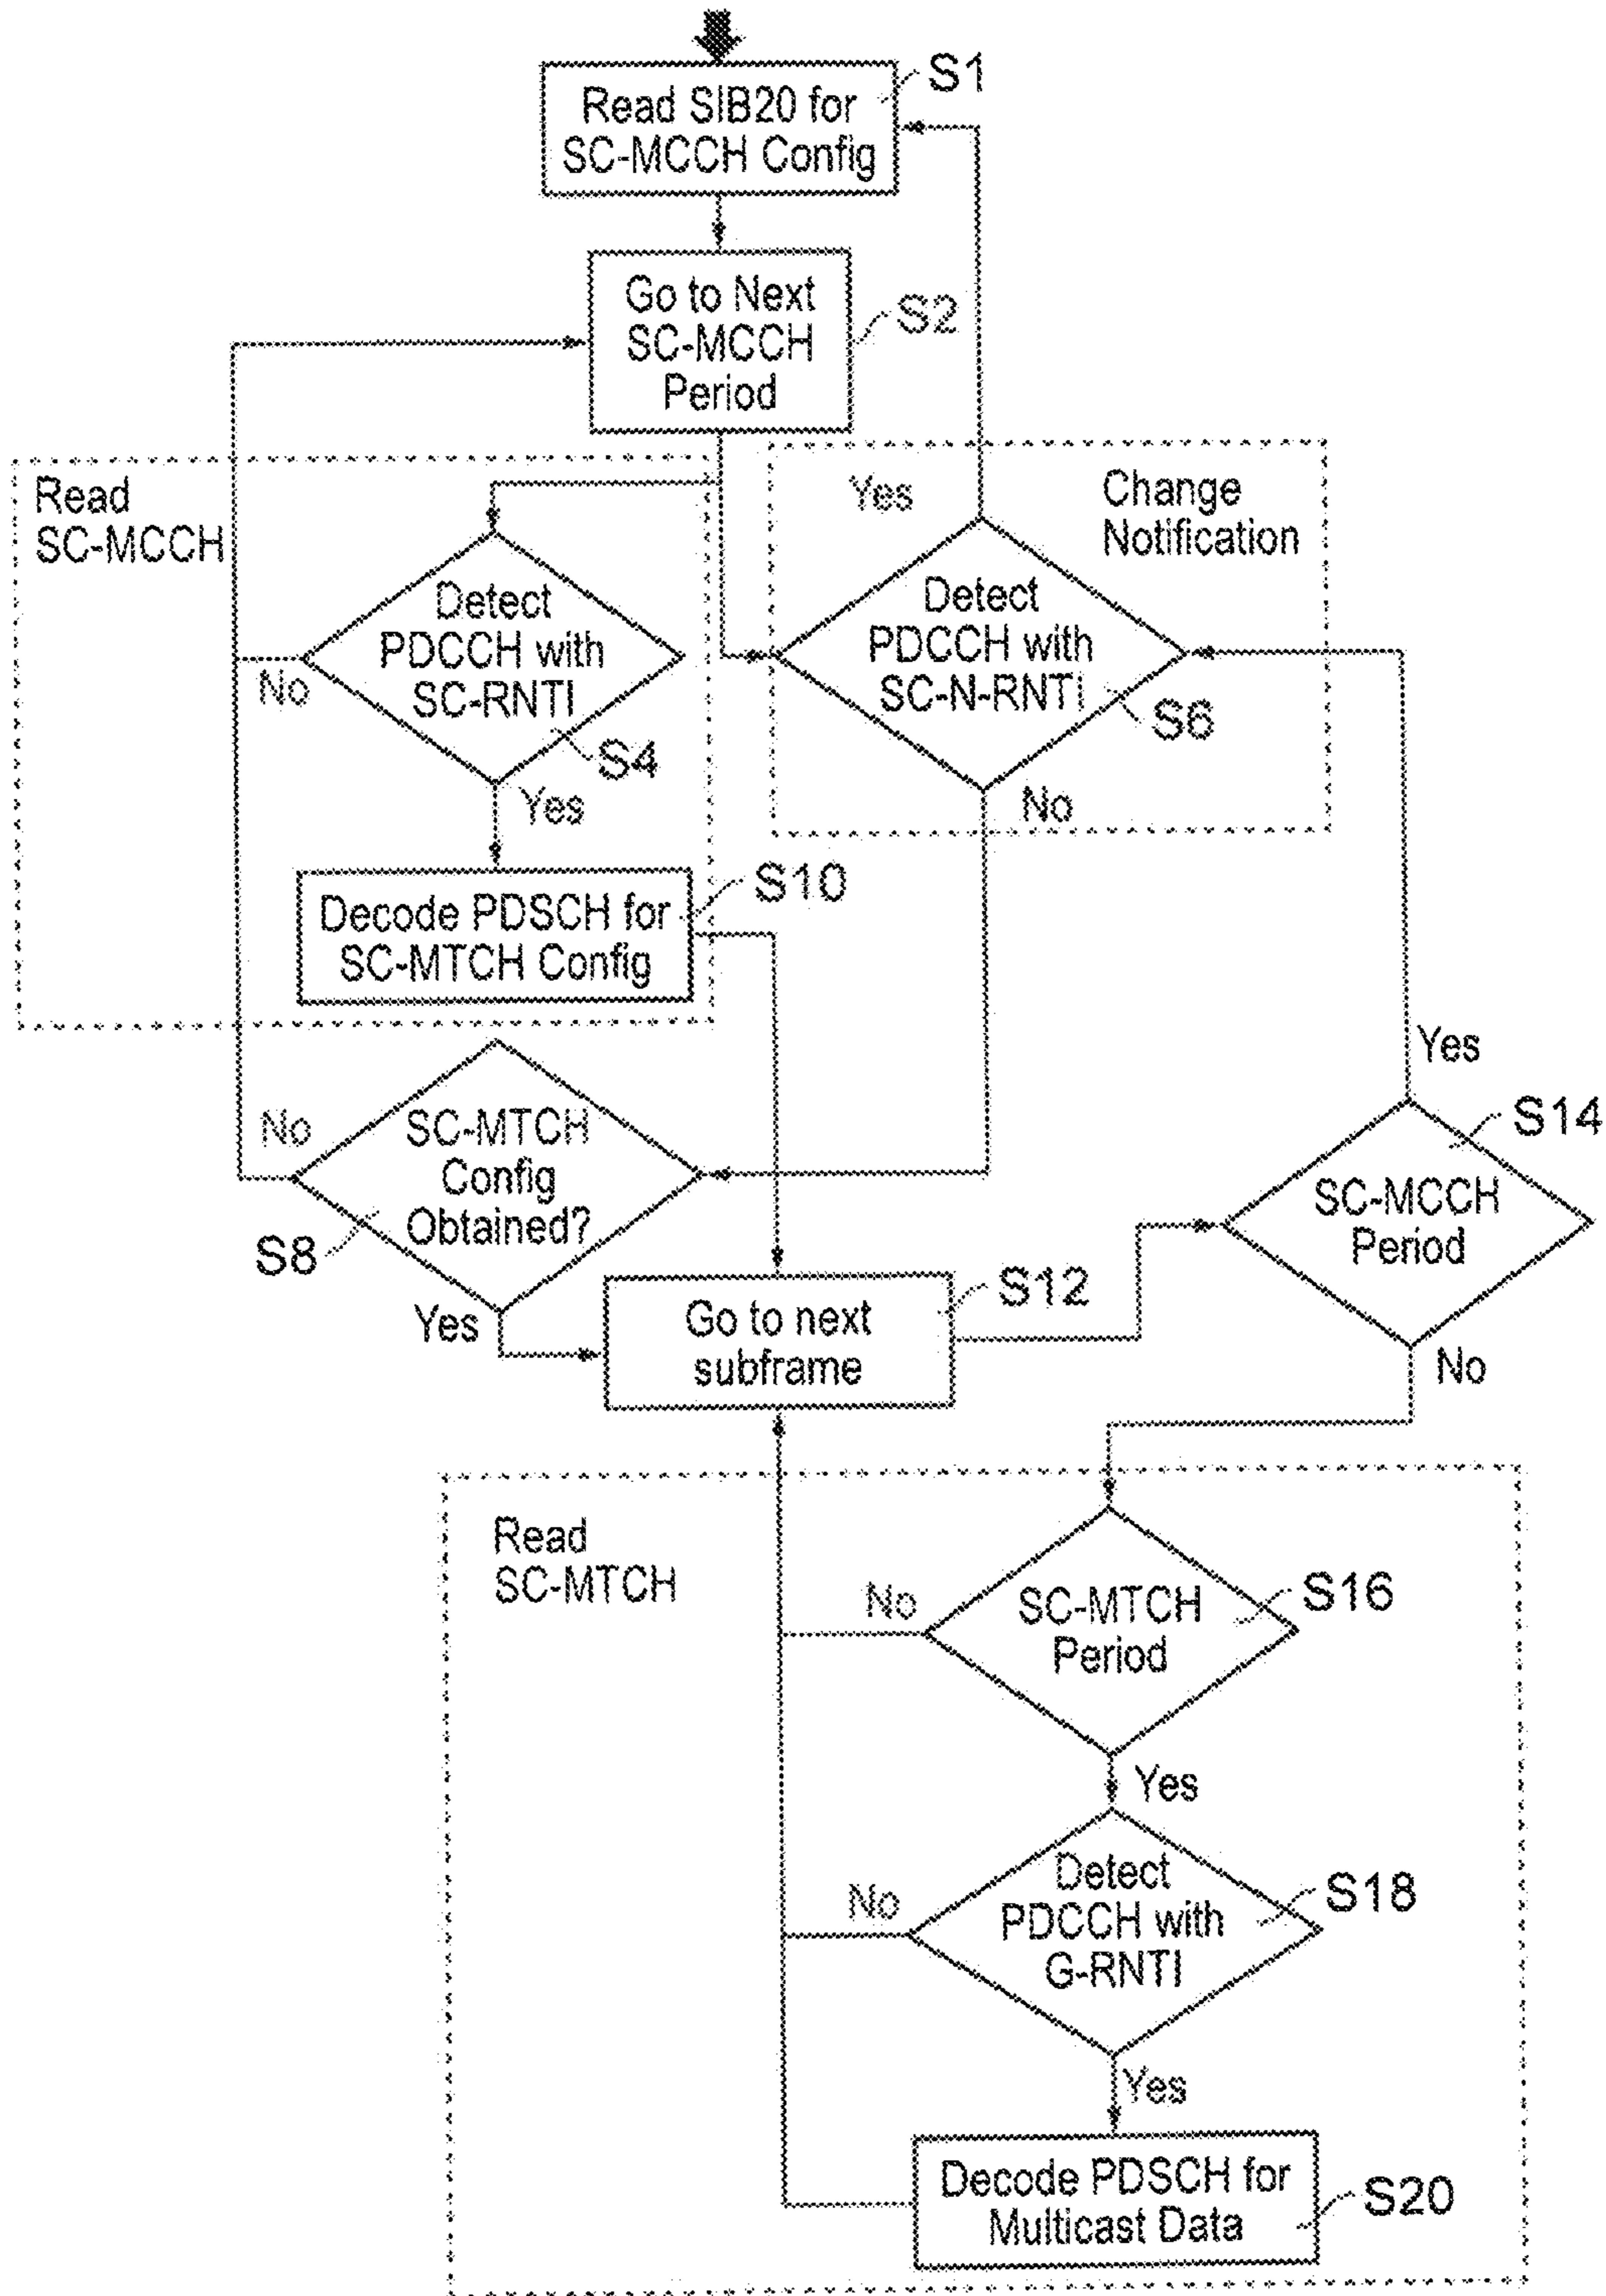 S1
Read SIB20 for
SC-MCCH Config
Go to Next
SC-MCCH
Period
S2
Read
SC-MCCH
Yes
Change
Notification
Detect
PDCCH with
SC-RNTI
No
S4
Yes
Detect
PDCCH with
SC-N-RNTI
S6
No
Decode PDSCH for
SC-MTCH Config
S10
No
SC-MTCH
Config
Obtained?
S8
Yes
Yes
S14
SC-MCCH
Period
No
Go to next
subframe
S12
Read
SC-MTCH
No
SC-MTCH
Period
S16
Yes
No
Detect
PDCCH with
G-RNTI
S18
Yes
Decode PDSCH for
Multicast Data
S20